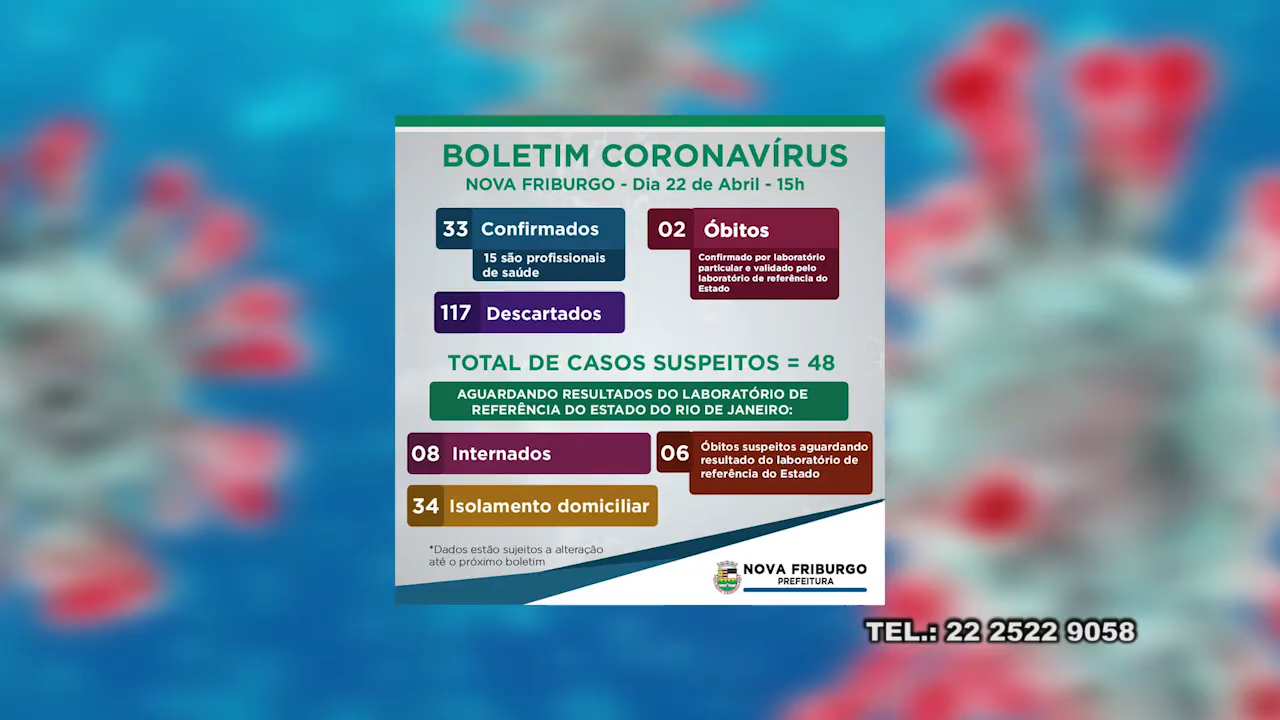 BOLETIM CORONAVÍRUS
NOVA FRIBURGO - Dia 22 de Abril - 15h
33 Confirmados
15 são profissionais
de saúde
02 Óbitos
Confirmado por laboratório
particular e validado pelo
laboratório de referência do
Estado
117 Descartados
TOTAL DE CASOS SUSPEITOS = 48
AGUARDANDO RESULTADOS DO LABORATÓRIO DE
REFERÊNCIA DO ESTADO DO RIO DE JANEIRO:
08 Internados
06 Óbitos suspeitos aguardando
resultado do laboratório de
referência do Estado
34 Isolamento domiciliar
*Dados estão sujeitos a alteração
até o próximo boletim
NOVA FRIBURGO
PREFEITURA
TEL.: 22 2522 9058